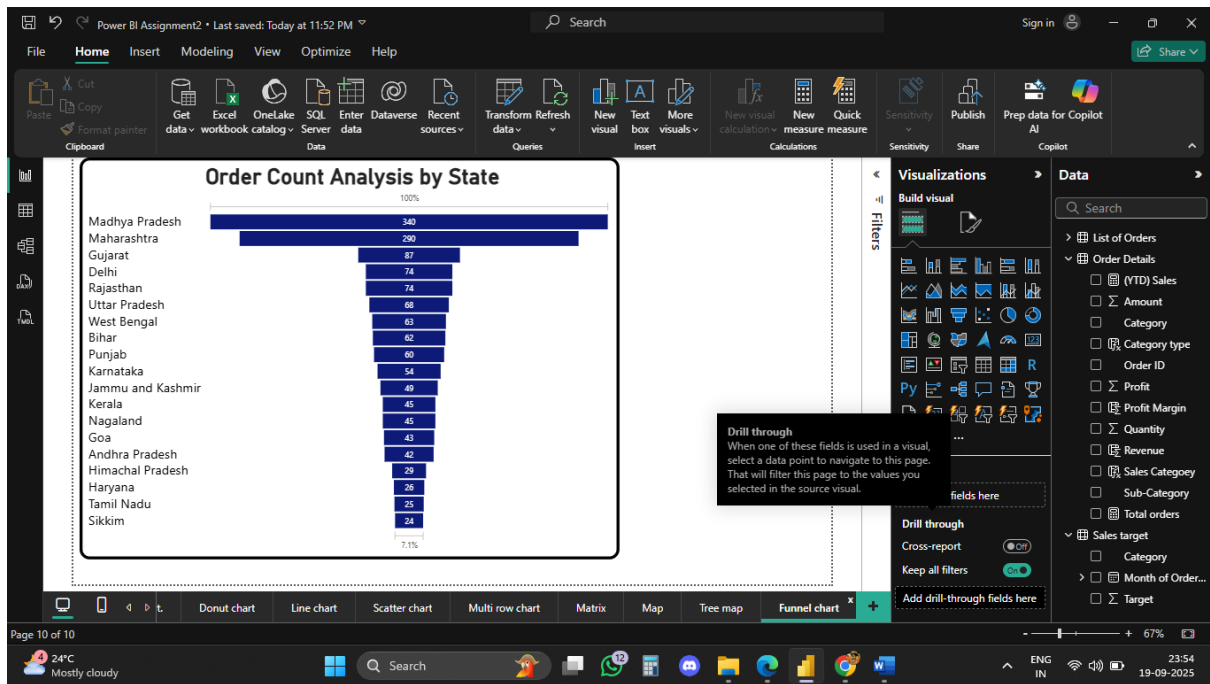 Power BI Assignment2 • Last saved: Today at 11:52 PM
Search
Sign in
File Home Insert Modeling View Optimize Help
Share
Paste
Cut
Copy
Format painter
Clipboard
Get data
Excel workbook
OneLake catalog
SQL Server
Enter data
Dataverse
Recent sources
Data
Transform data
Refresh
Queries
New visual
Text box
More visuals
Insert
New visual calculation
New measure
Quick measure
Calculations
Sensitivity
Sensitivity
Publish
Share
Prep data for AI
Copilot
Copilot
Order Count Analysis by State
100%
Madhya Pradesh 340
Maharashtra 290
Gujarat 87
Delhi 74
Rajasthan 74
Uttar Pradesh 68
West Bengal 63
Bihar 62
Punjab 60
Karnataka 54
Jammu and Kashmir 49
Kerala 45
Nagaland 45
Goa 43
Andhra Pradesh 42
Himachal Pradesh 29
Haryana 26
Tamil Nadu 25
Sikkim 24
7.1%
DAX
TMDL
Filters
Visualizations
Build visual
123
R
Py
Drill through
When one of these fields is used in a visual,
select a data point to navigate to this page.
That will filter this page to the values you
selected in the source visual.
fields here
Drill through
Cross-report Off
Keep all filters On
Add drill-through fields here
Data
Search
List of Orders
Order Details
(YTD) Sales
Amount
Category
Category type
Order ID
Profit
Profit Margin
Quantity
Revenue
Sales Categoey
Sub-Category
Total orders
Sales target
Category
Month of Order...
Target
t. Donut chart Line chart Scatter chart Multi row chart Matrix Map Tree map Funnel chart x +
Page 10 of 10
- + 67%
4
24°C
Mostly cloudy
Search
12
ENG
IN
23:54
19-09-2025